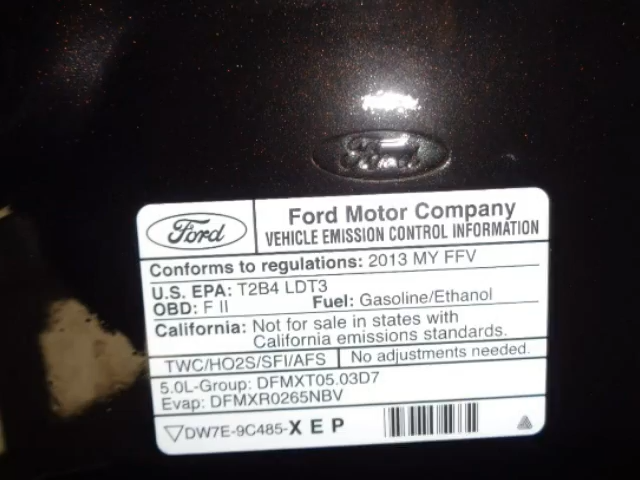 Ford
Ford
Ford Motor Company
VEHICLE EMISSION CONTROL INFORMATION
Conforms to regulations: 2013 MY FFV
U.S. EPA: T2B4 LDT3
OBD: F II Fuel: Gasoline/Ethanol
California: Not for sale in states with
California emissions standards.
TWC/HO2S/SFI/AFS No adjustments needed.
5.0L-Group: DFMXT05.03D7
Evap: DFMXR0265NBV
DW7E-9C485-X E P